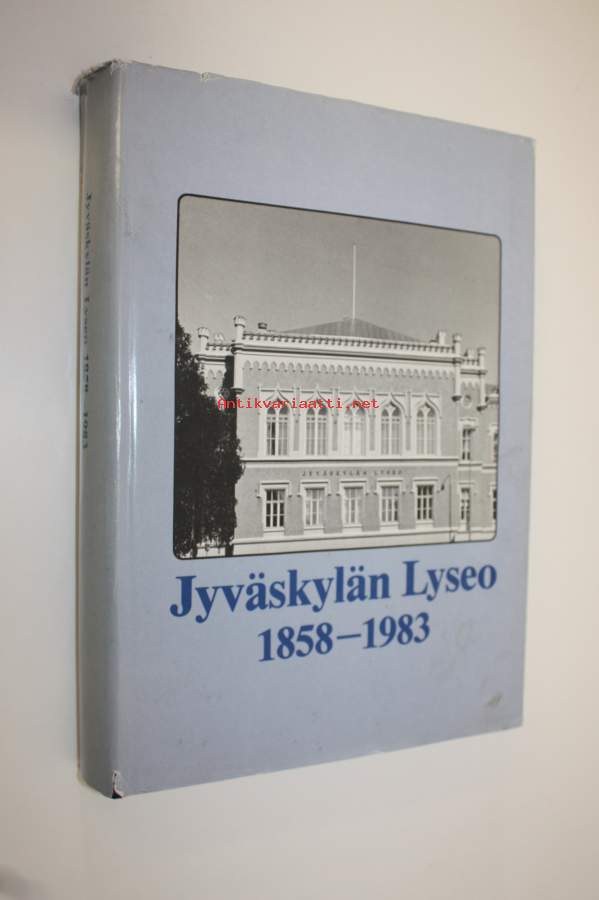 Jyväskylän Lyseo 1858-1983
Antikvariaatti.net
JYVÄSKYLÄN LYSEO
Jyväskylän Lyseo
1858–1983